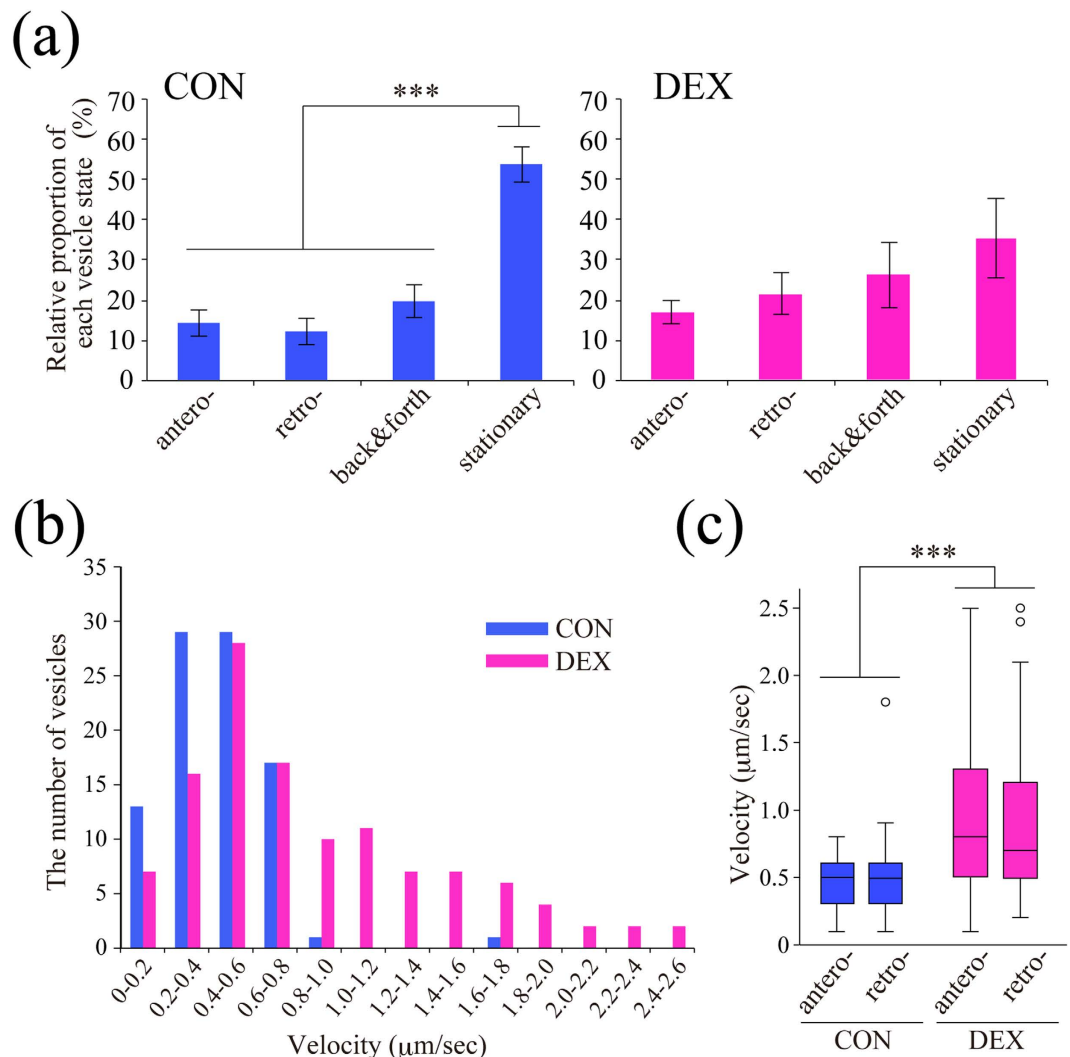 (a)
CON
DEX
***
Relative proportion of
each vesicle state (%)
70
60
50
40
30
20
10
0
antero-
retro-
back&forth
stationary
70
60
50
40
30
20
10
0
antero-
retro-
back&forth
stationary
(b)
The number of vesicles
35
30
25
20
15
10
5
0
CON
DEX
0-0.2
0.2-0.4
0.4-0.6
0.6-0.8
0.8-1.0
1.0-1.2
1.2-1.4
1.4-1.6
1.6-1.8
1.8-2.0
2.0-2.2
2.2-2.4
2.4-2.6
Velocity (μm/sec)
(c)
***
Velocity (μm/sec)
2.5
2.0
1.5
1.0
0.5
0
antero-
retro-
antero-
retro-
CON
DEX